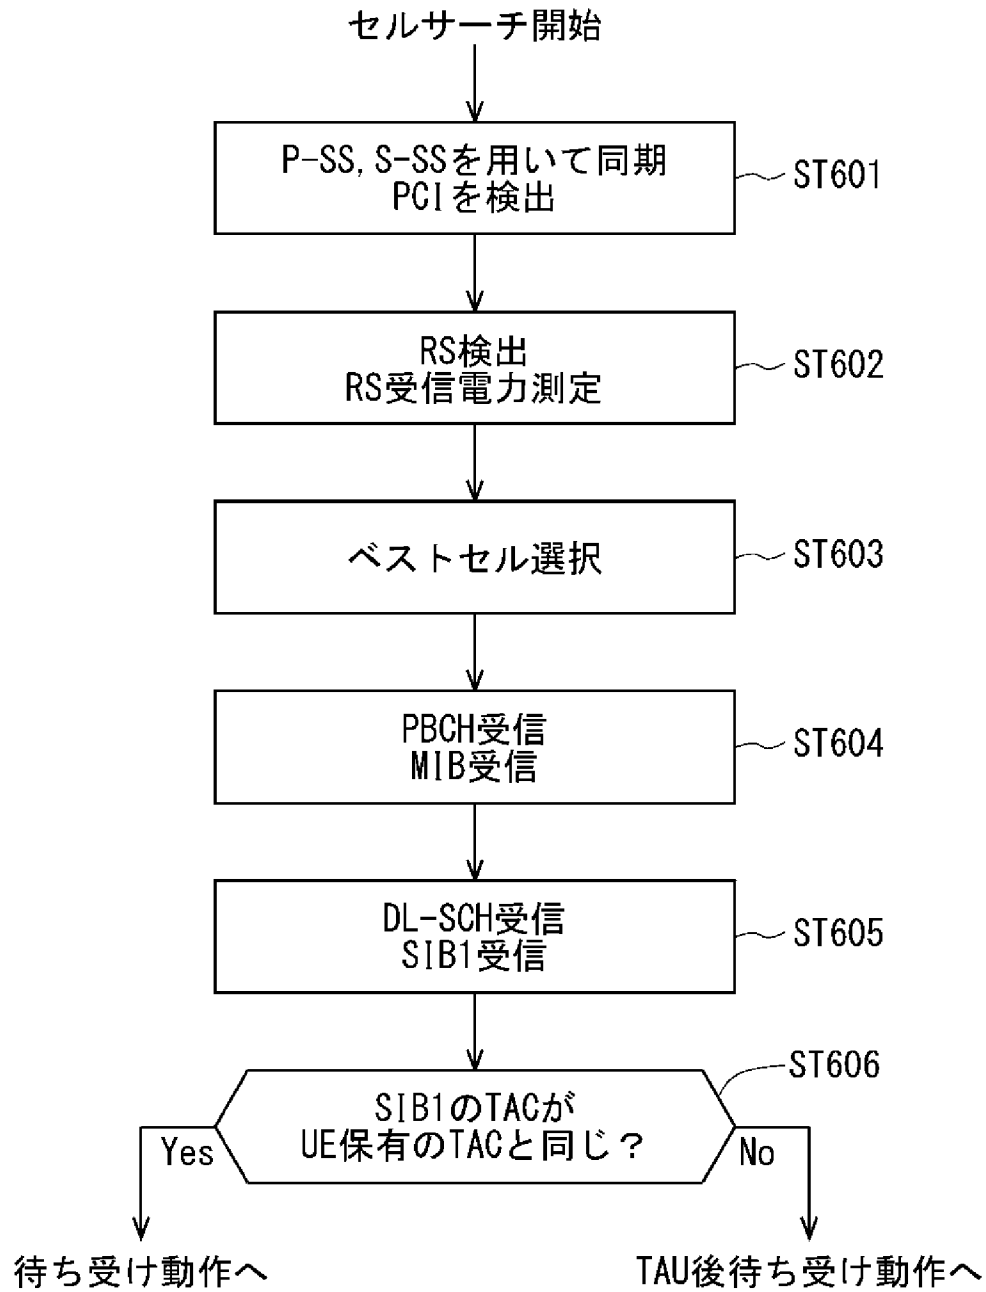 セルサーチ開始
P-SS,S-SSを用いて同期
PCIを検出
ST601
RS検出
RS受信電力測定
ST602
ベストセル選択
ST603
PBCH受信
MIB受信
ST604
DL-SCH受信
SIB1受信
ST605
ST606
SIB1のTACが
UE保有のTACと同じ？
Yes
No
待ち受け動作へ
TAU後待ち受け動作へ